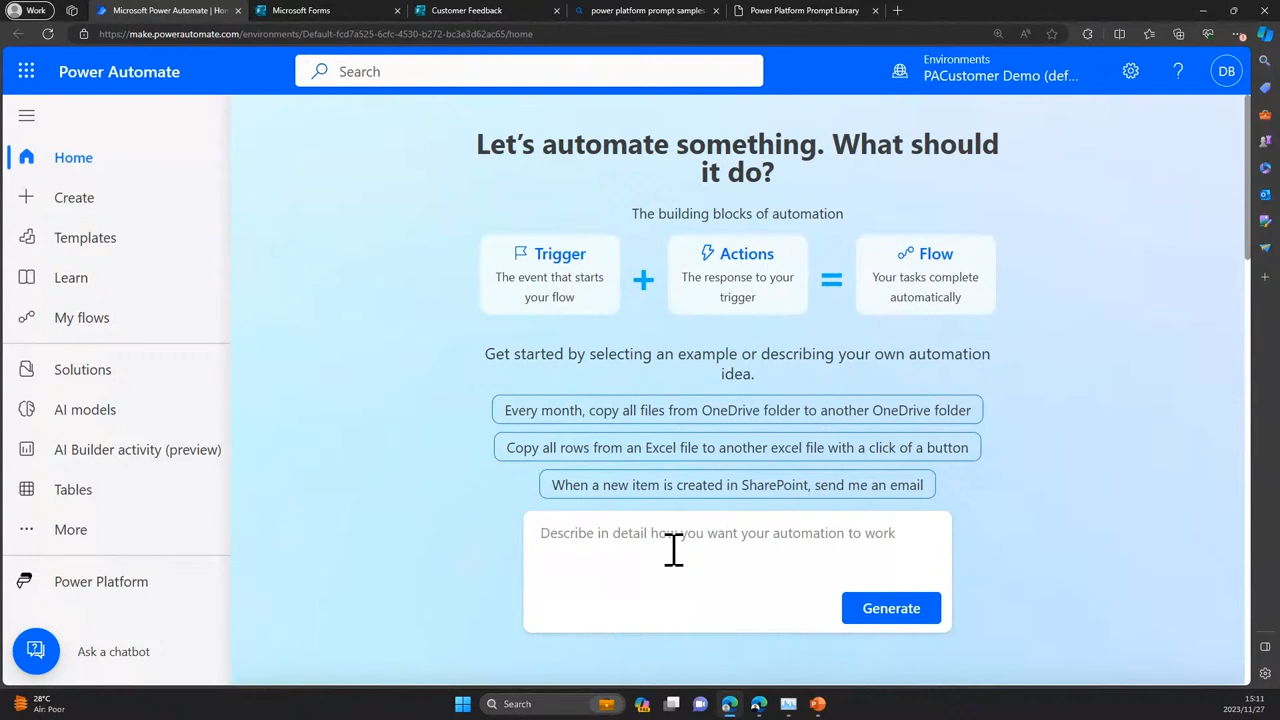 Work
Microsoft Power Automate | Ho
Microsoft Forms
Customer Feedback
power platform prompt samples
Power Platform Prompt Library
https://make.powerautomate.com/environments/Default-fcd7a525-6cfc-4530-b272-bc3e3d62ac65/home
Power Automate
Search
Environments
PACustomer Demo (def...
DB
Home
Create
Templates
Learn
My flows
Solutions
AI models
AI Builder activity (preview)
Tables
More
Power Platform
Ask a chatbot
Let's automate something. What should
it do?
The building blocks of automation
Trigger
The event that starts
your flow
+
Actions
The response to your
trigger
=
Flow
Your tasks complete
automatically
Get started by selecting an example or describing your own automation
idea.
Every month, copy all files from OneDrive folder to another OneDrive folder
Copy all rows from an Excel file to another excel file with a click of a button
When a new item is created in SharePoint, send me an email
Describe in detail how you want your automation to work
Generate
28°C
Air: Poor
Search
15:11
2023/11/27